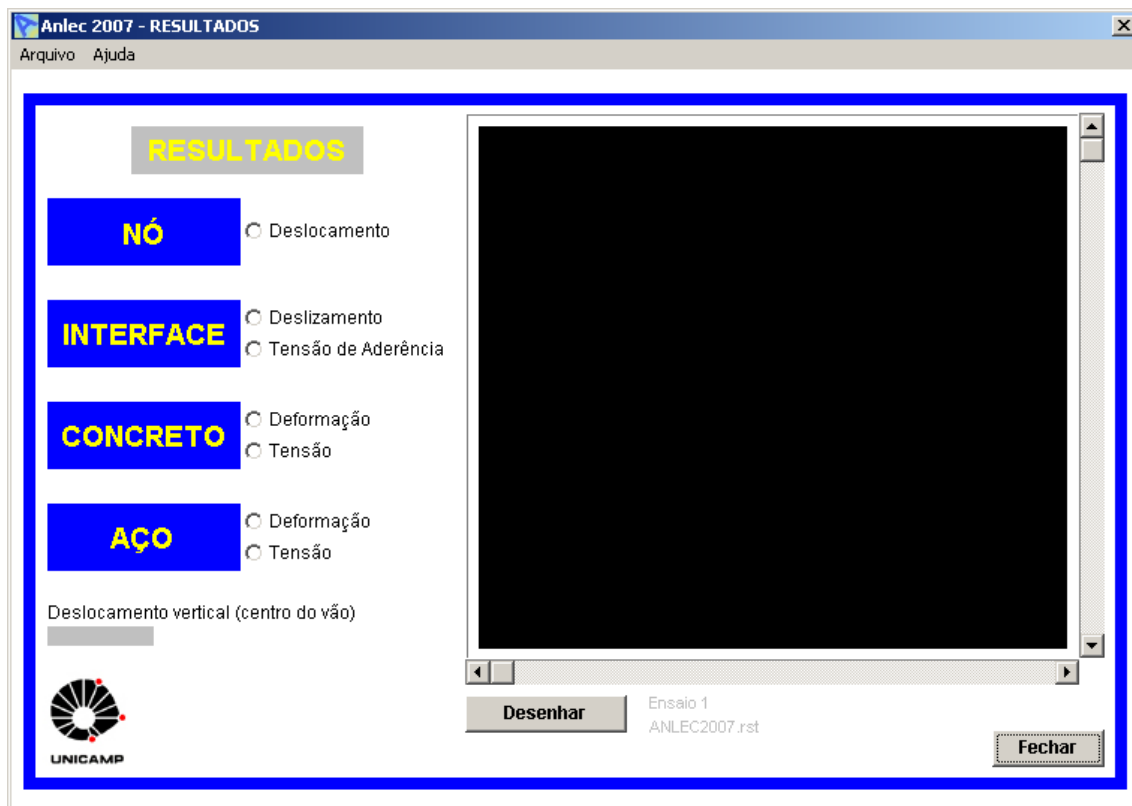 Anlec 2007 - RESULTADOS
Arquivo Ajuda
RESULTADOS
NÓ
Deslocamento
INTERFACE
Deslizamento
Tensão de Aderência
CONCRETO
Deformação
Tensão
AÇO
Deformação
Tensão
Deslocamento vertical (centro do vão)
UNICAMP
Desenhar
Ensaio 1
ANLEC2007.rst
Fechar